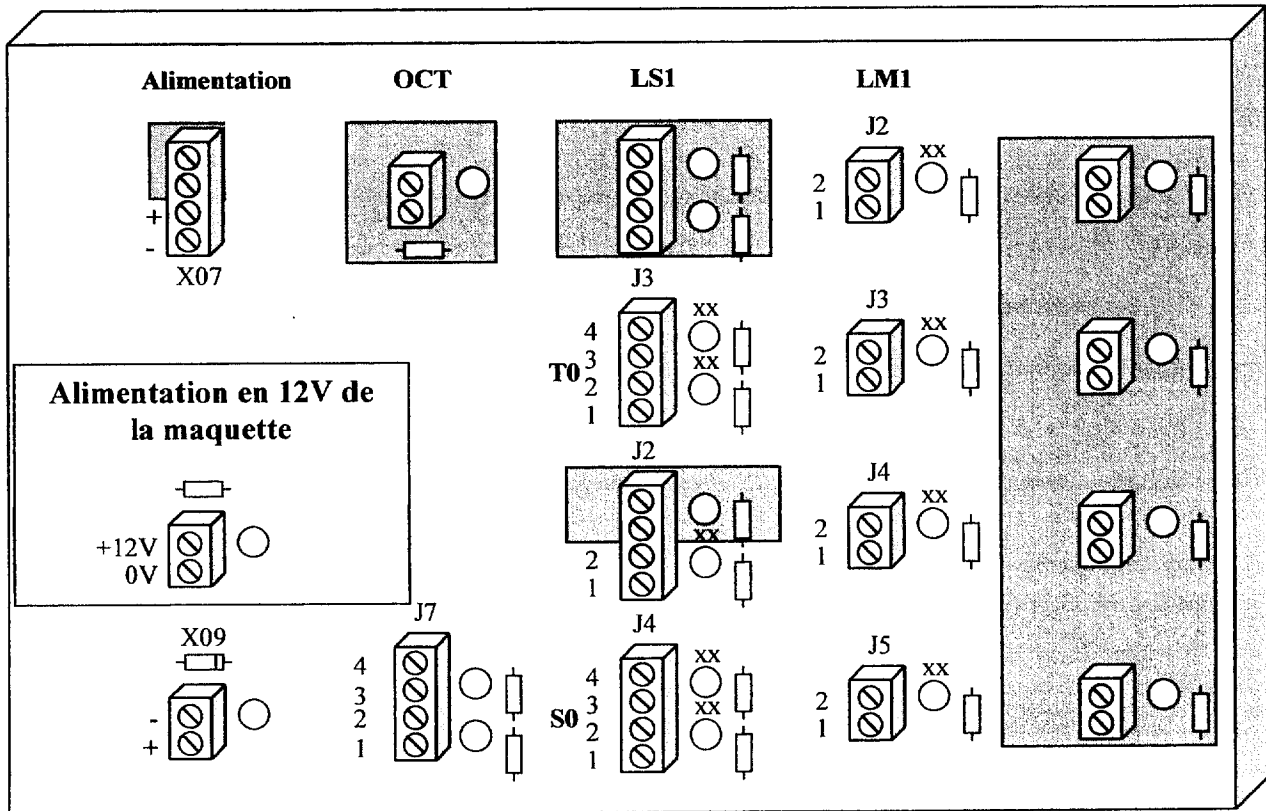 Alimentation OCT LS1 LM1
J2
xx
2
1
+
-
X07
J3
xx
4
3
xx
T0
2
1
J3
xx
2
1
Alimentation en 12V de
la maquette
+12V
0V
J2
xx
2
1
J4
xx
2
1
X09
-
+
J7
4
3
2
1
J4
xx
4
3
xx
S0
2
1
J5
xx
2
1